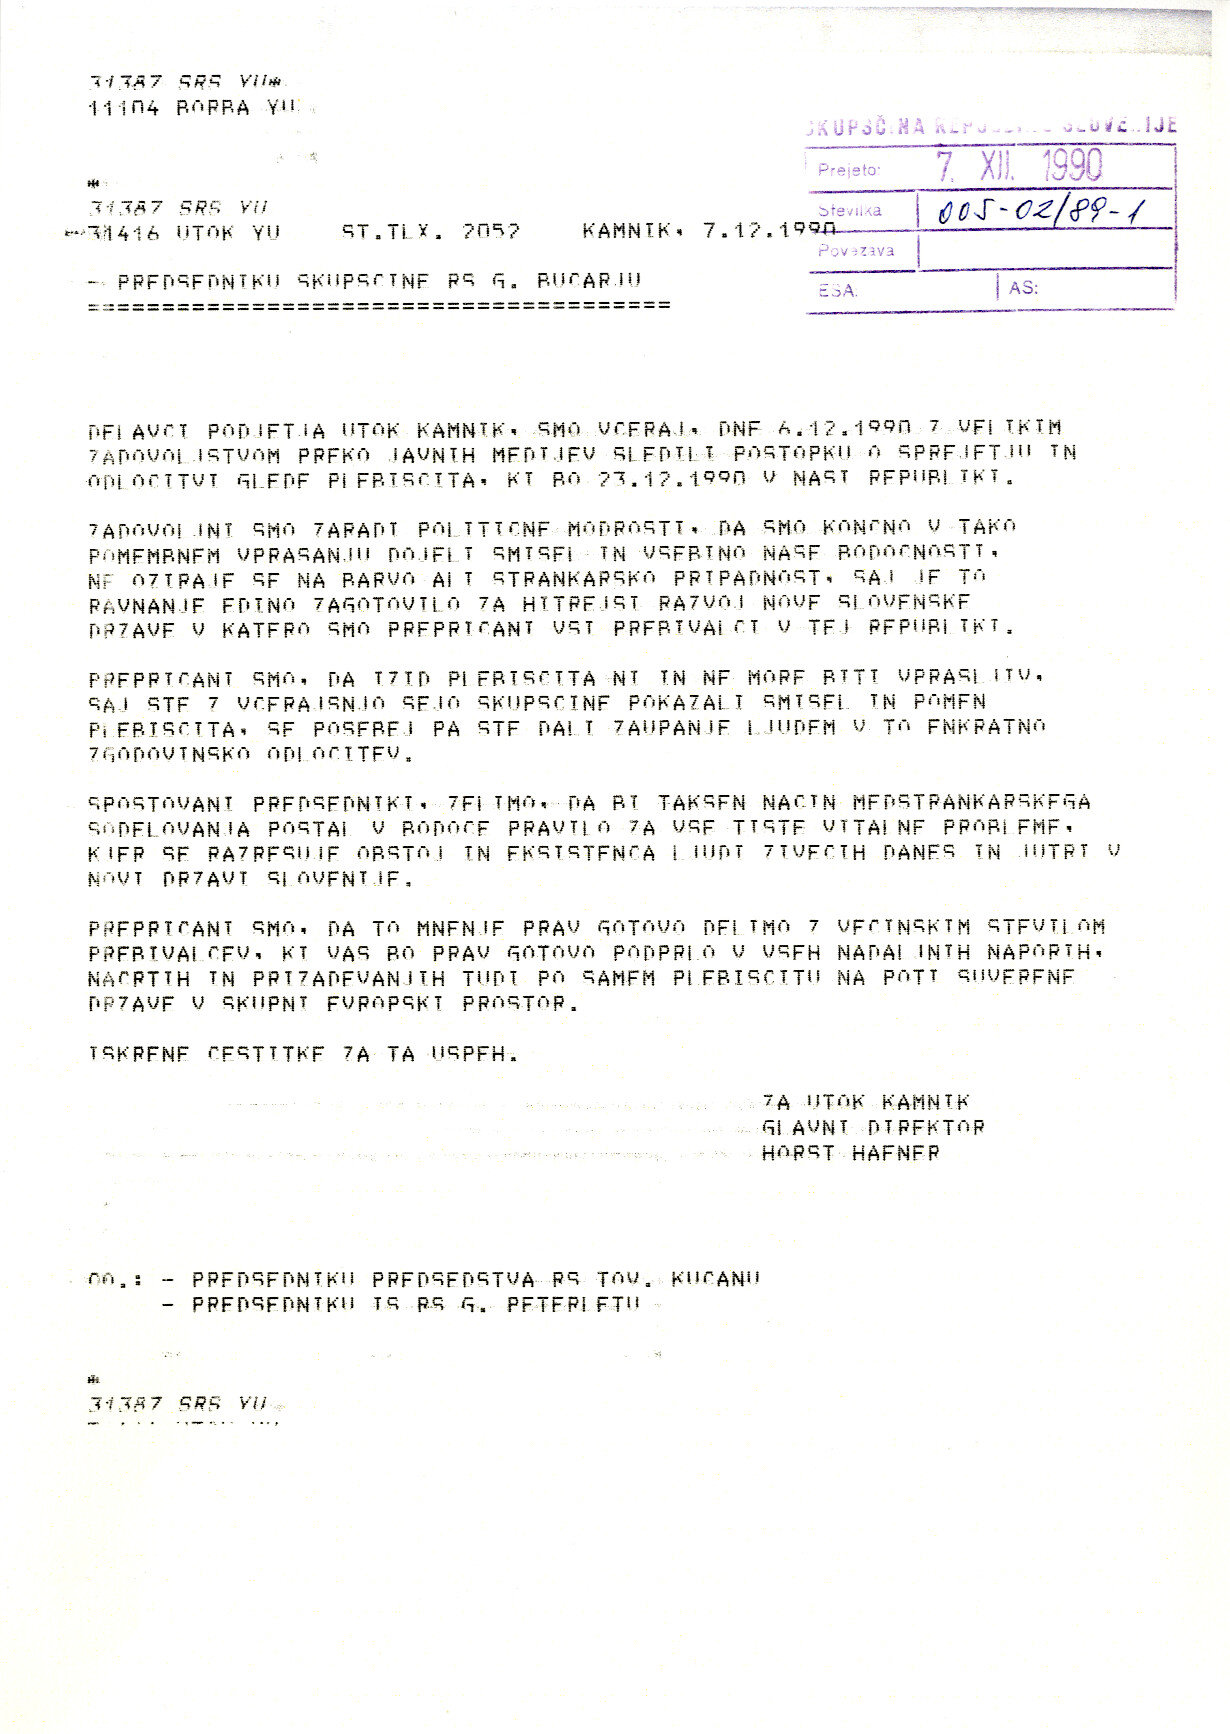 31387 SRS YU*
11104 BORBA YU
SKUPŠČINA REPUBLIKE SLOVENIJE
Prejeto: 7. XII. 1990
Številka 005-02/89-1
Povezava
ESA: AS:
*
31387 SRS YU
31416 UTOK YU ST.TLX. 2052 KAMNIK, 7.12.1990
- PREDSEDNIKU SKUPSCINE RS G. BUCARJU
=======================================
DELAVCI PODJETJA UTOK KAMNIK, SMO VCERAJ, DNE 6.12.1990 Z VELIKIM
ZADOVOLJSTVOM PREKO JAVNIH MEDIJEV SLEDILI POSTOPKU O SPREJETJU IN
ODLOCITVI GLEDE PLEBISCITA, KI BO 23.12.1990 V NASI REPUBLIKI.
ZADOVOLJNI SMO ZARADI POLITICNE MODROSTI, DA SMO KONCNO V TAKO
POMEMBNEM VPRASANJU DOJELI SMISEL IN VSEBINO NASE BODOCNOSTI,
NE OZIRAJE SE NA BARVO ALI STRANKARSKO PRIPADNOST, SAJ JE TO
RAVNANJE EDINO ZAGOTOVILO ZA HITREJSI RAZVOJ NOVE SLOVENSKE
DRZAVE V KATERO SMO PREPRICANI VSI PREBIVALCI V TEJ REPUBLIKI.
PREPRICANI SMO, DA IZID PLEBISCITA NI IN NE MORE BITI VPRASLJIV,
SAJ STE Z VCERAJSNJO SEJO SKUPSCINE POKAZALI SMISEL IN POMEN
PLEBISCITA, SE POSEBEJ PA STE DALI ZAUPANJE LJUDEM V TO ENKRATNO
ZGODOVINSKO ODLOCITEV.
SPOSTOVANI PREDSEDNIKI, ZELIMO, DA BI TAKSEN NACIN MEDSTRANKARSKEGA
SODELOVANJA POSTAL V BODOCE PRAVILO ZA VSE TISTE VITALNE PROBLEME,
KJER SE RAZRESUJE OBSTOJ IN EKSISTENCA LJUDI ZIVECIH DANES IN JUTRI V
NOVI DRZAVI SLOVENIJE.
PREPRICANI SMO, DA TO MNENJE PRAV GOTOVO DELIMO Z VECINSKIM STEVILOM
PREBIVALCEV, KI VAS BO PRAV GOTOVO PODPRLO V VSEH NADALJNIH NAPORIH,
NACRTIH IN PRIZADEVANJIH TUDI PO SAMEM PLEBISCITU NA POTI SUVERENE
DRZAVE V SKUPNI EVROPSKI PROSTOR.
ISKRENE CESTITKE ZA TA USPEH.
ZA UTOK KAMNIK
GLAVNI DIREKTOR
HORST HAFNER
OO.: - PREDSEDNIKU PREDSEDSTVA RS TOV. KUCANU
- PREDSEDNIKU IS RS G. PETERLETU
*
31387 SRS YU